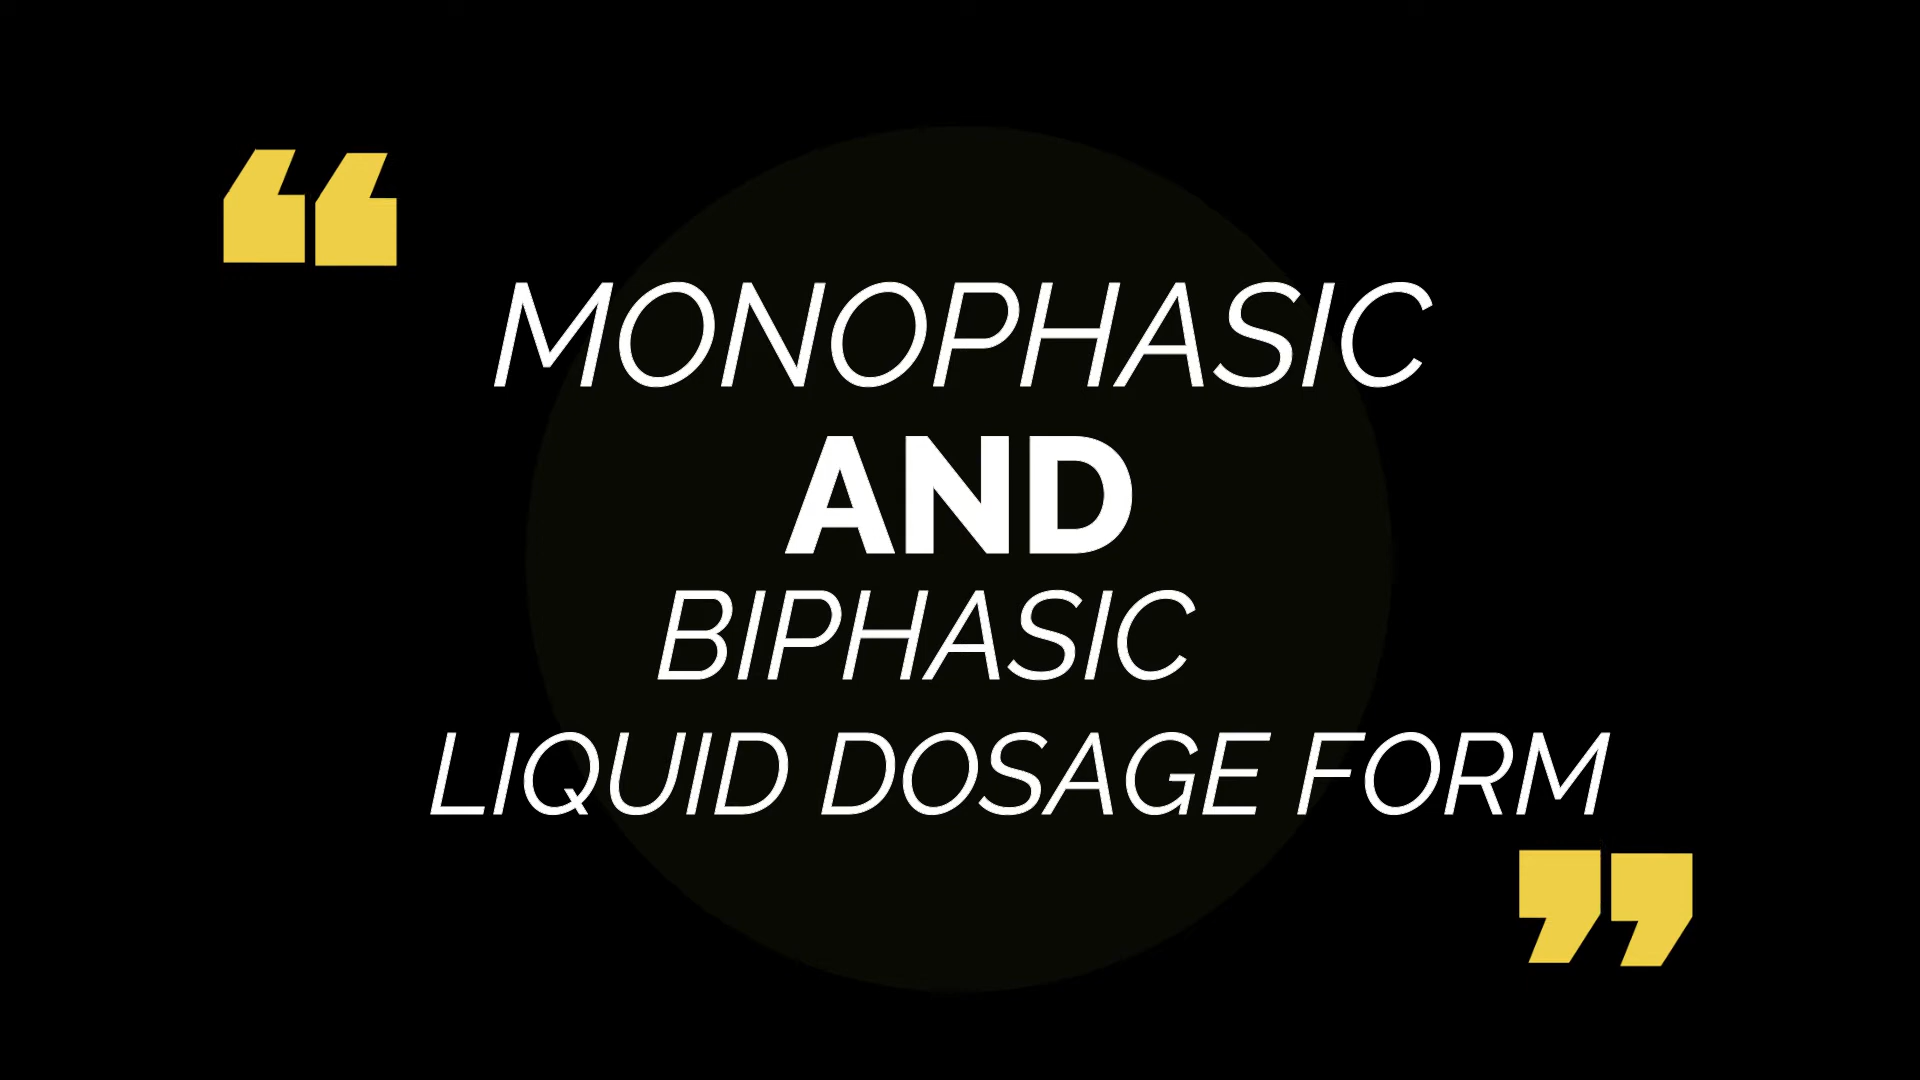 “
MONOPHASIC
AND
BIPHASIC
LIQUID DOSAGE FORM
”